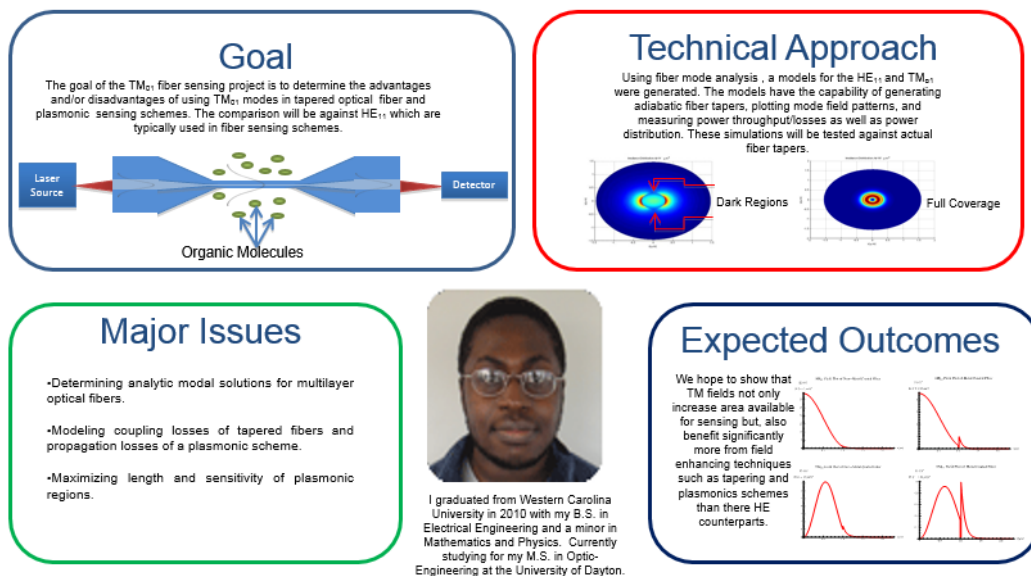 Goal
The goal of the TM₀₁ fiber sensing project is to determine the advantages
and/or disadvantages of using TM₀₁ modes in tapered optical fiber and
plasmonic sensing schemes. The comparison will be against HE₁₁ which are
typically used in fiber sensing schemes.
Laser
Source
Detector
Organic Molecules
Technical Approach
Using fiber mode analysis , a models for the HE₁₁ and TM₀₁
were generated. The models have the capability of generating
adiabatic fiber tapers, plotting mode field patterns, and
measuring power throughput/losses as well as power
distribution. These simulations will be tested against actual
fiber tapers.
Dark Regions
Full Coverage
Major Issues
•Determining analytic modal solutions for multilayer
optical fibers.
•Modeling coupling losses of tapered fibers and
propagation losses of a plasmonic scheme.
•Maximizing length and sensitivity of plasmonic
regions.
I graduated from Western Carolina
University in 2010 with my B.S. in
Electrical Engineering and a minor in
Mathematics and Physics. Currently
studying for my M.S. in Optic-
Engineering at the University of Dayton.
Expected Outcomes
We hope to show that
TM fields not only
increase area available
for sensing but, also
benefit significantly
more from field
enhancing techniques
such as tapering and
plasmonics schemes
than there HE
counterparts.